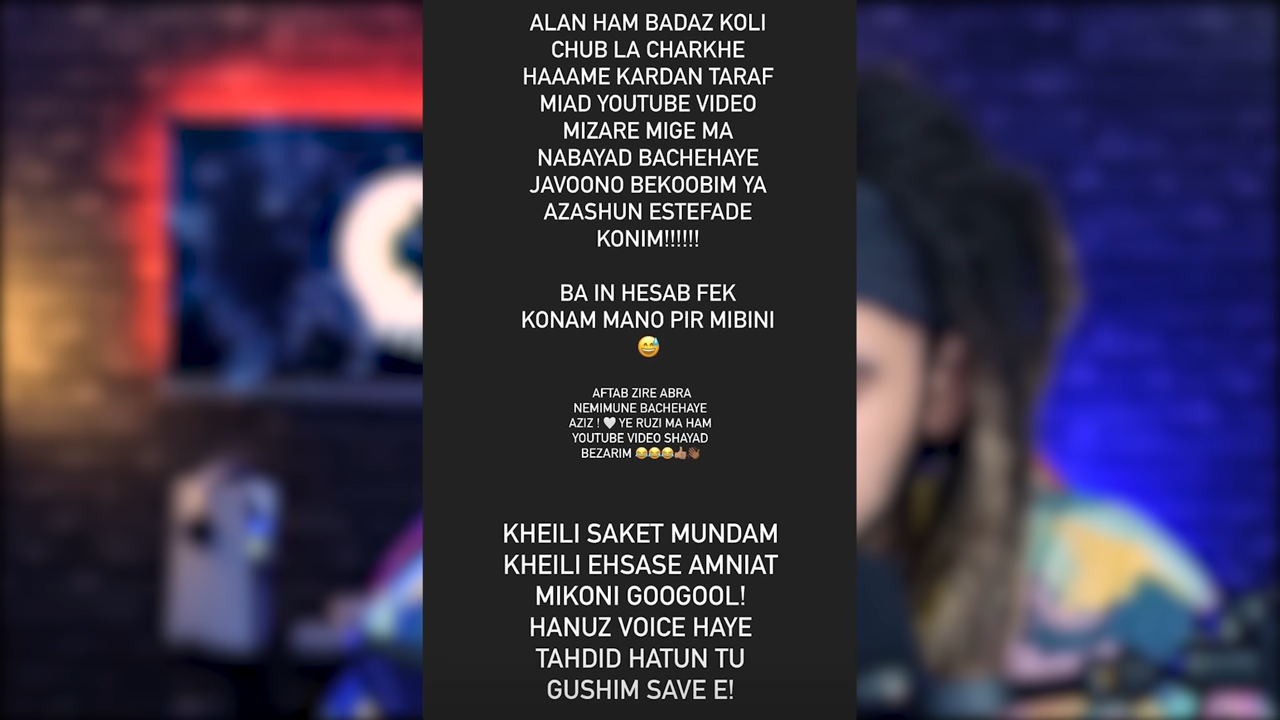 ALAN HAM BADAZ KOLI
CHUB LA CHARKHE
HAAAME KARDAN TARAF
MIAD YOUTUBE VIDEO
MIZARE MIGE MA
NABAYAD BACHEHAYE
JAVOONO BEKOOBIM YA
AZASHUN ESTEFADE
KONIM!!!!!!
BA IN HESAB FEK
KONAM MANO PIR MIBINI
😅
AFTAB ZIRE ABRA
NEMIMUNE BACHEHAYE
AZIZ ! 🤍 YE RUZI MA HAM
YOUTUBE VIDEO SHAYAD
BEZARIM 😂😂😂👍🏾👋🏾
KHEILI SAKET MUNDAM
KHEILI EHSASE AMNIAT
MIKONI GOOGOOL!
HANUZ VOICE HAYE
TAHDID HATUN TU
GUSHIM SAVE E!